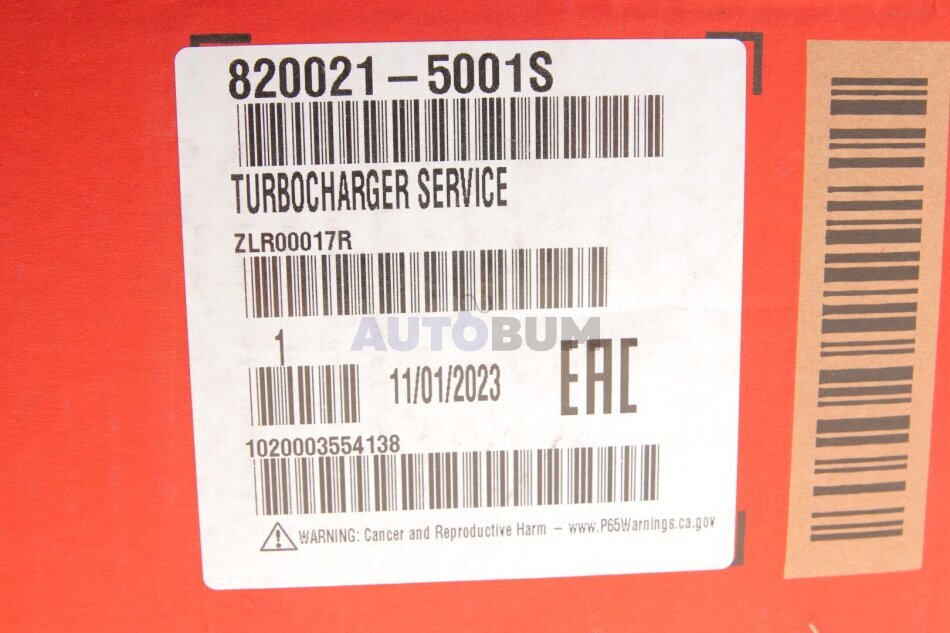 820021-5001S
TURBOCHARGER SERVICE
ZLR00017R
AUTOBUM
1
11/01/2023
EAC
1020003554138
WARNING: Cancer and Reproductive Harm - www.P65Warnings.ca.gov